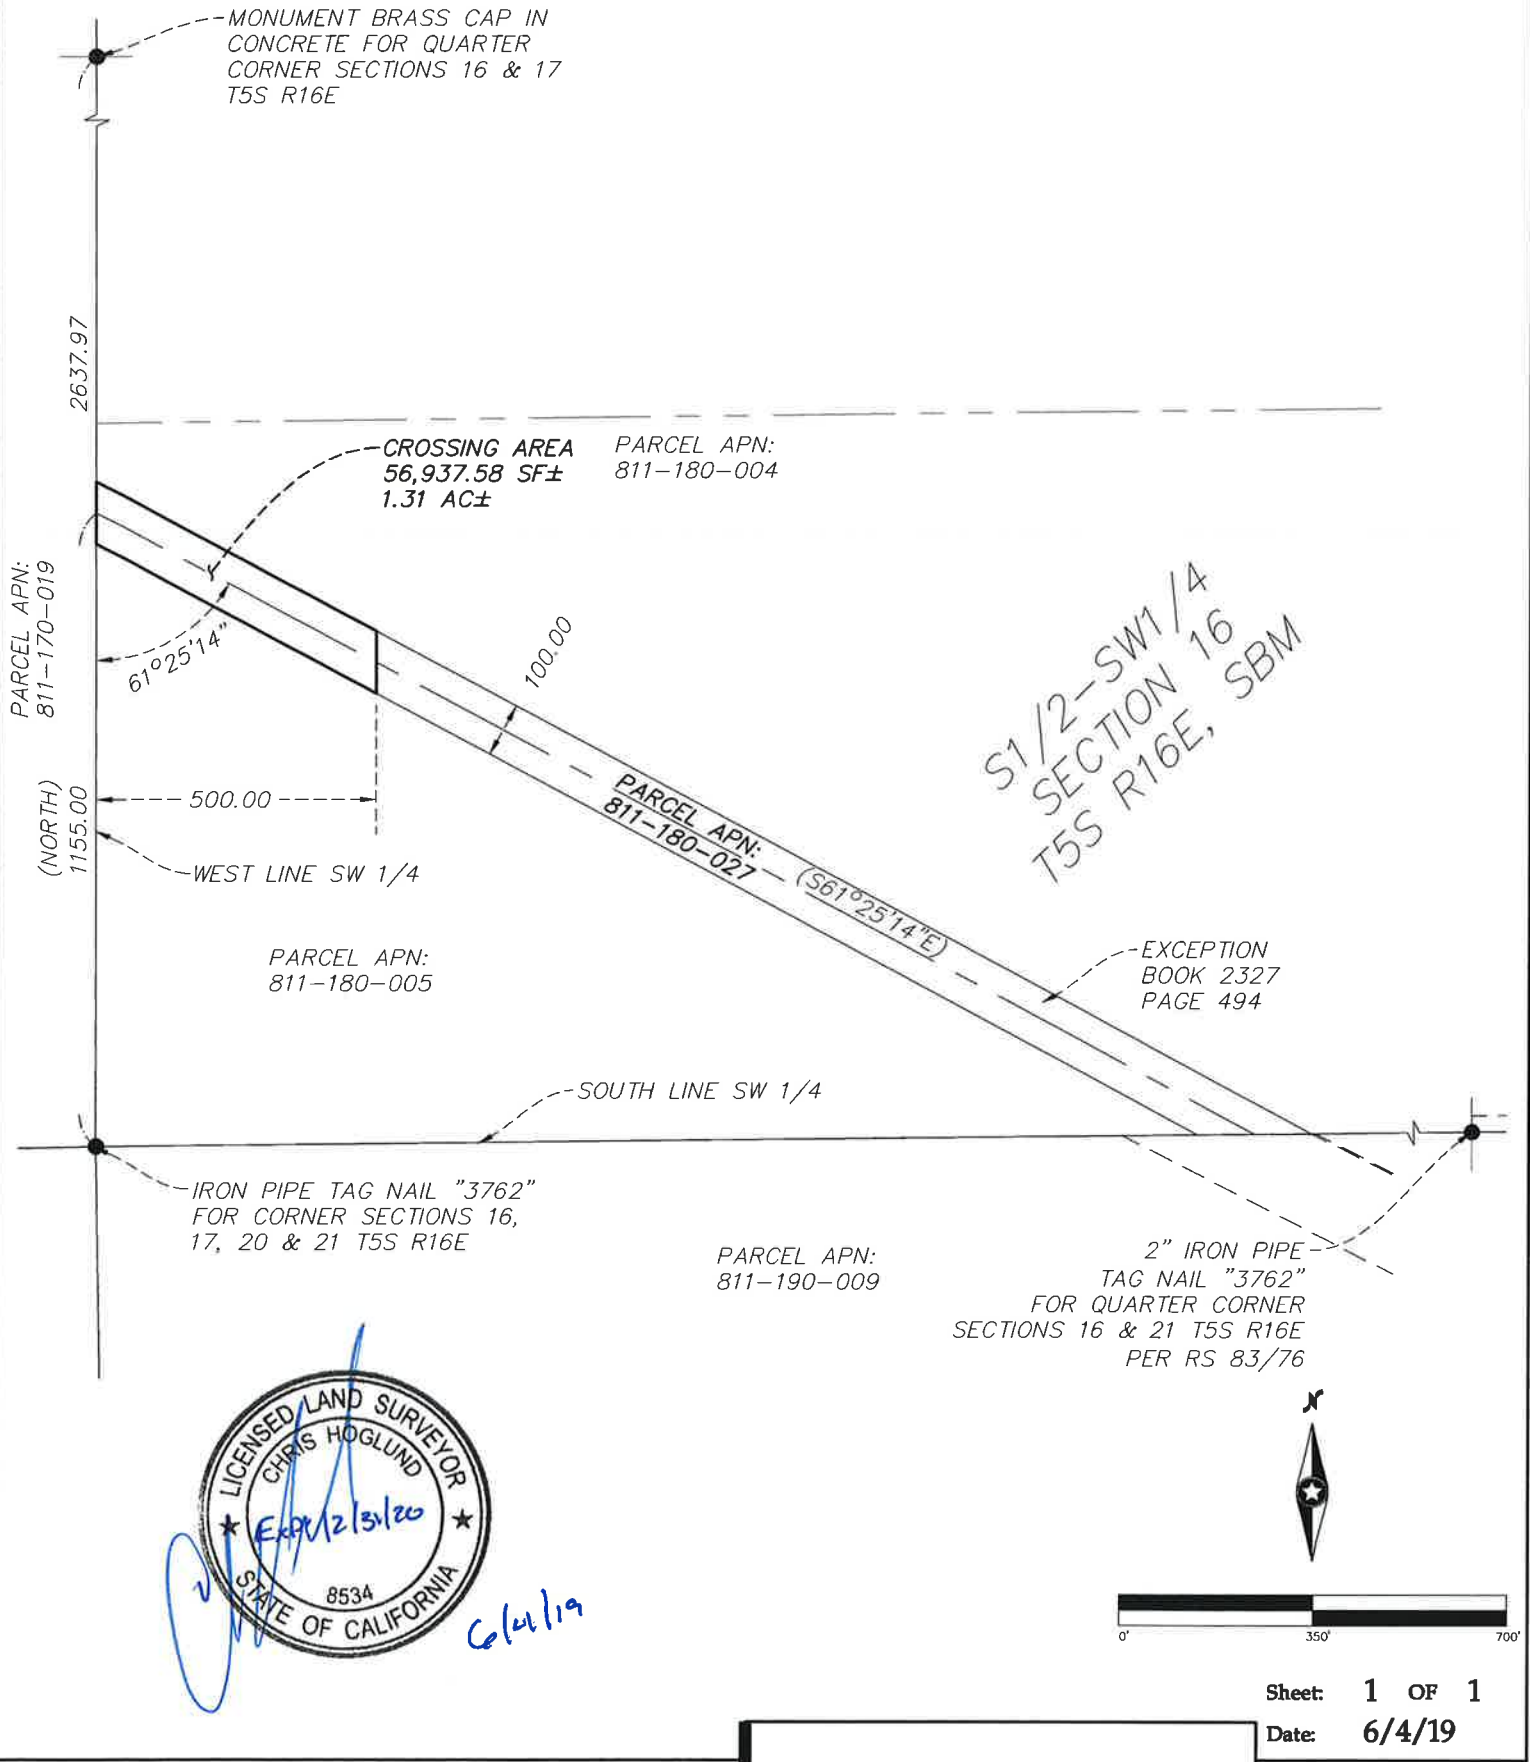 MONUMENT BRASS CAP IN
CONCRETE FOR QUARTER
CORNER SECTIONS 16 & 17
T5S R16E
2637.97
CROSSING AREA
56,937.58 SF±
1.31 AC±
PARCEL APN:
811-180-004
PARCEL APN:
811-170-019
61°25'14"
100.00
S1/2-SW1/4
SECTION 16
T5S R16E, SBM
(NORTH)
1155.00
500.00
WEST LINE SW 1/4
PARCEL APN:
811-180-027
(S61°25'14"E)
PARCEL APN:
811-180-005
EXCEPTION
BOOK 2327
PAGE 494
SOUTH LINE SW 1/4
IRON PIPE TAG NAIL "3762"
FOR CORNER SECTIONS 16,
17, 20 & 21 T5S R16E
PARCEL APN:
811-190-009
2" IRON PIPE
TAG NAIL "3762"
FOR QUARTER CORNER
SECTIONS 16 & 21 T5S R16E
PER RS 83/76
LICENSED LAND SURVEYOR
CHRIS HOGLUND
Exp. 12/31/20
8534
STATE OF CALIFORNIA
6/4/19
N
0' 350' 700'
Sheet: 1 OF 1
Date: 6/4/19